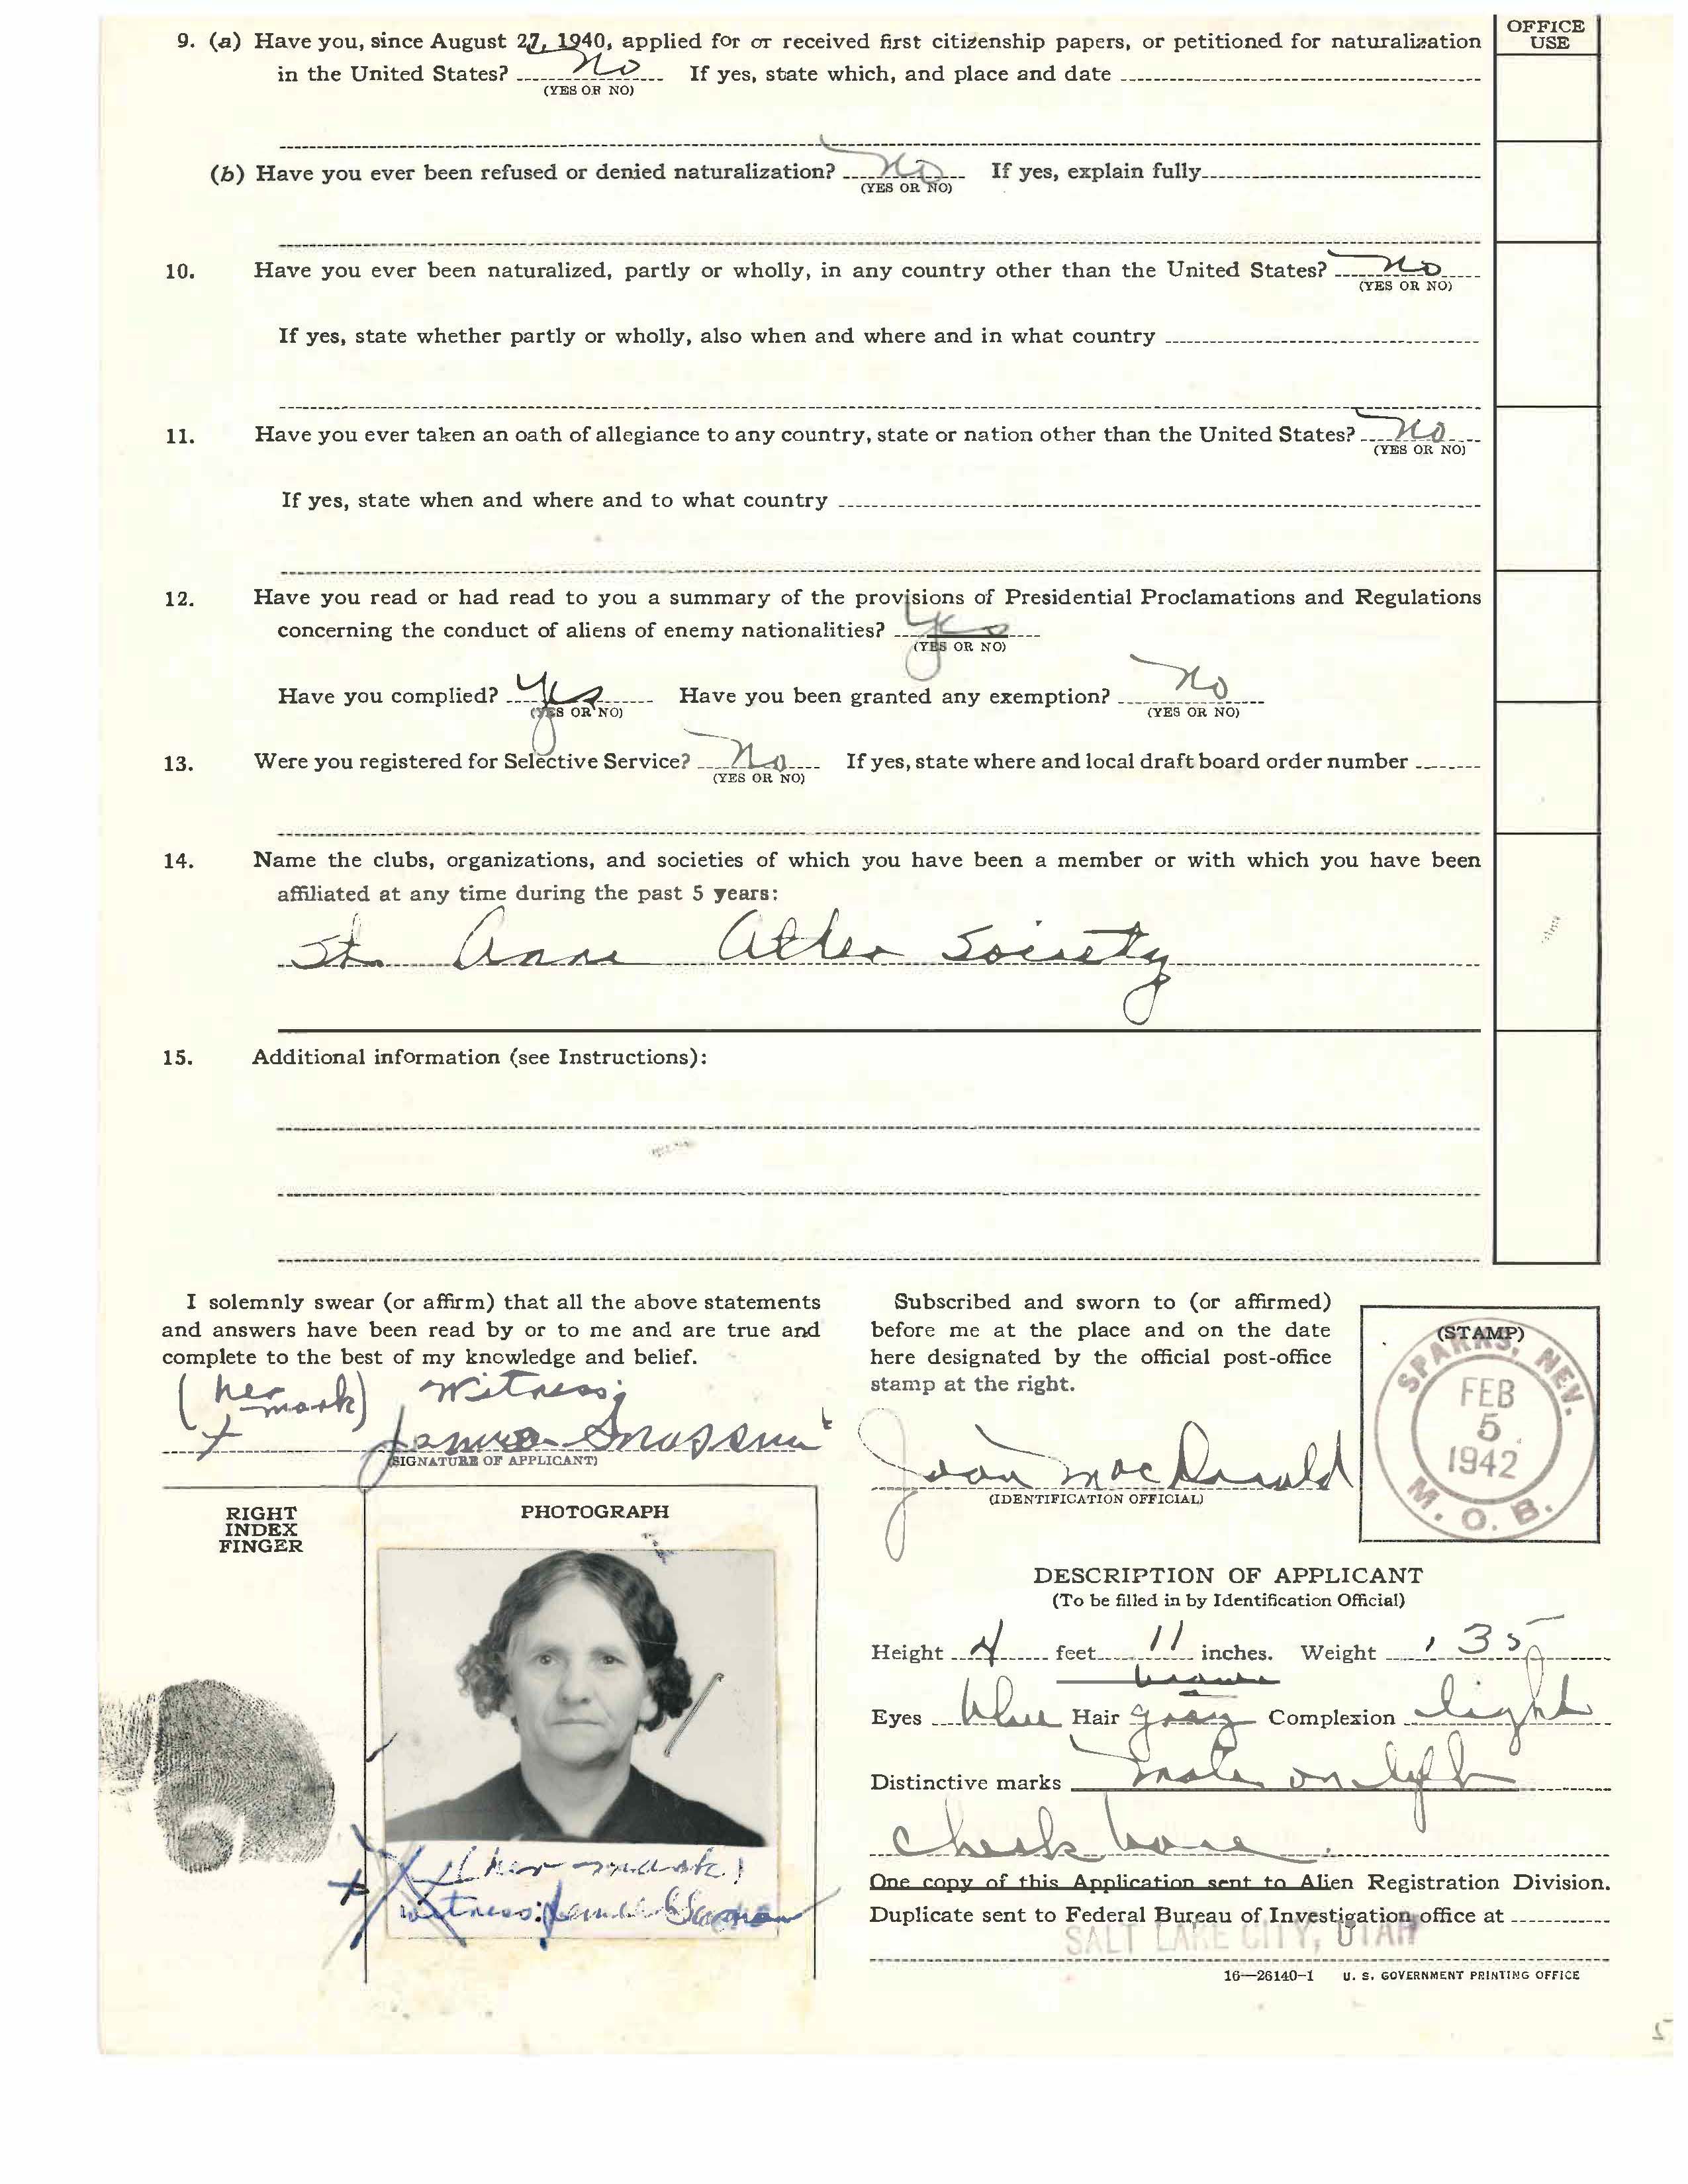 OFFICE
USE
9. (a) Have you, since August 27, 1940, applied for or received first citizenship papers, or petitioned for naturalization
in the United States? No If yes, state which, and place and date
(YES OR NO)
(b) Have you ever been refused or denied naturalization? No If yes, explain fully
(YES OR NO)
10. Have you ever been naturalized, partly or wholly, in any country other than the United States? No
(YES OR NO)
If yes, state whether partly or wholly, also when and where and in what country
11. Have you ever taken an oath of allegiance to any country, state or nation other than the United States? No
(YES OR NO)
If yes, state when and where and to what country
12. Have you read or had read to you a summary of the provisions of Presidential Proclamations and Regulations
concerning the conduct of aliens of enemy nationalities? Yes
(YES OR NO)
Have you complied? Yes Have you been granted any exemption? No
(YES OR NO) (YES OR NO)
13. Were you registered for Selective Service? No If yes, state where and local draft board order number
(YES OR NO)
14. Name the clubs, organizations, and societies of which you have been a member or with which you have been
affiliated at any time during the past 5 years:
St. Anne Alter Society
15. Additional information (see Instructions):
I solemnly swear (or affirm) that all the above statements
and answers have been read by or to me and are true and
complete to the best of my knowledge and belief.
(her mark) Witness:
+
(SIGNATURE OF APPLICANT)
Subscribed and sworn to (or affirmed)
before me at the place and on the date
here designated by the official post-office
stamp at the right.
Joan MacDonald
(IDENTIFICATION OFFICIAL)
(STAMP)
SPARKS, NEV.
FEB
5
1942
M. O. B.
RIGHT
INDEX
FINGER
PHOTOGRAPH
(her mark)
witness:
DESCRIPTION OF APPLICANT
(To be filled in by Identification Official)
Height 4 feet 11 inches. Weight 135
brown
Eyes blue Hair gray Complexion light
Distinctive marks mole on left
cheek bone
One copy of this Application sent to Alien Registration Division.
Duplicate sent to Federal Bureau of Investigation office at
SALT LAKE CITY, UTAH
16—26140-1 U. S. GOVERNMENT PRINTING OFFICE